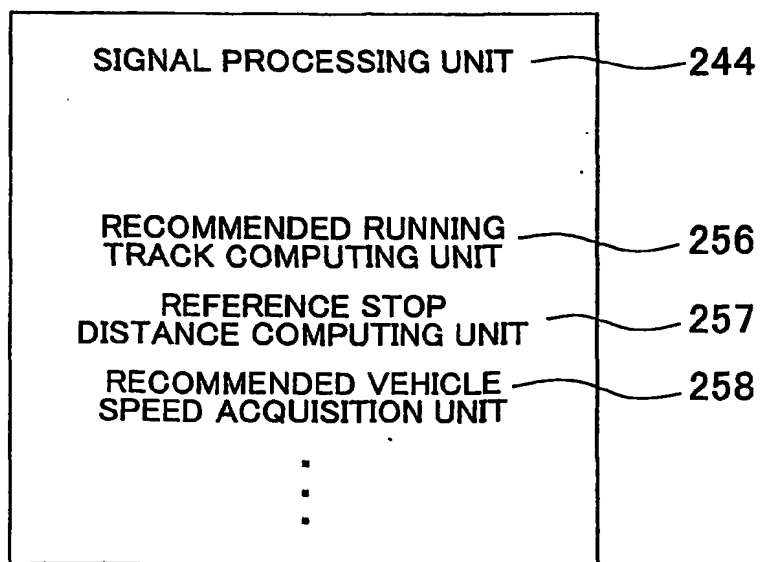 SIGNAL PROCESSING UNIT 244
RECOMMENDED RUNNING
TRACK COMPUTING UNIT 256
REFERENCE STOP
DISTANCE COMPUTING UNIT 257
RECOMMENDED VEHICLE
SPEED ACQUISITION UNIT 258